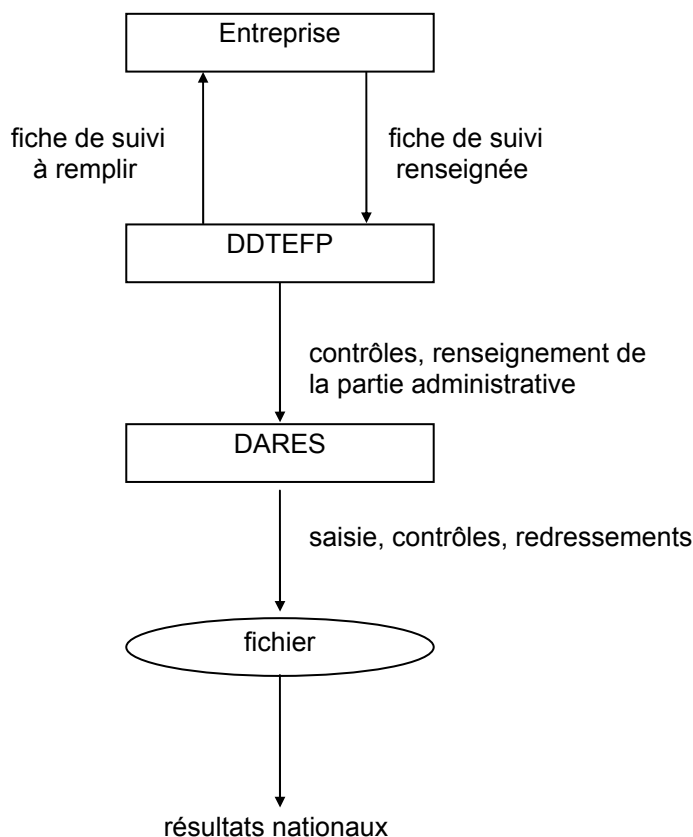 Entreprise
fiche de suivi
à remplir
fiche de suivi
renseignée
DDTEFP
contrôles, renseignement de
la partie administrative
DARES
saisie, contrôles, redressements
fichier
résultats nationaux